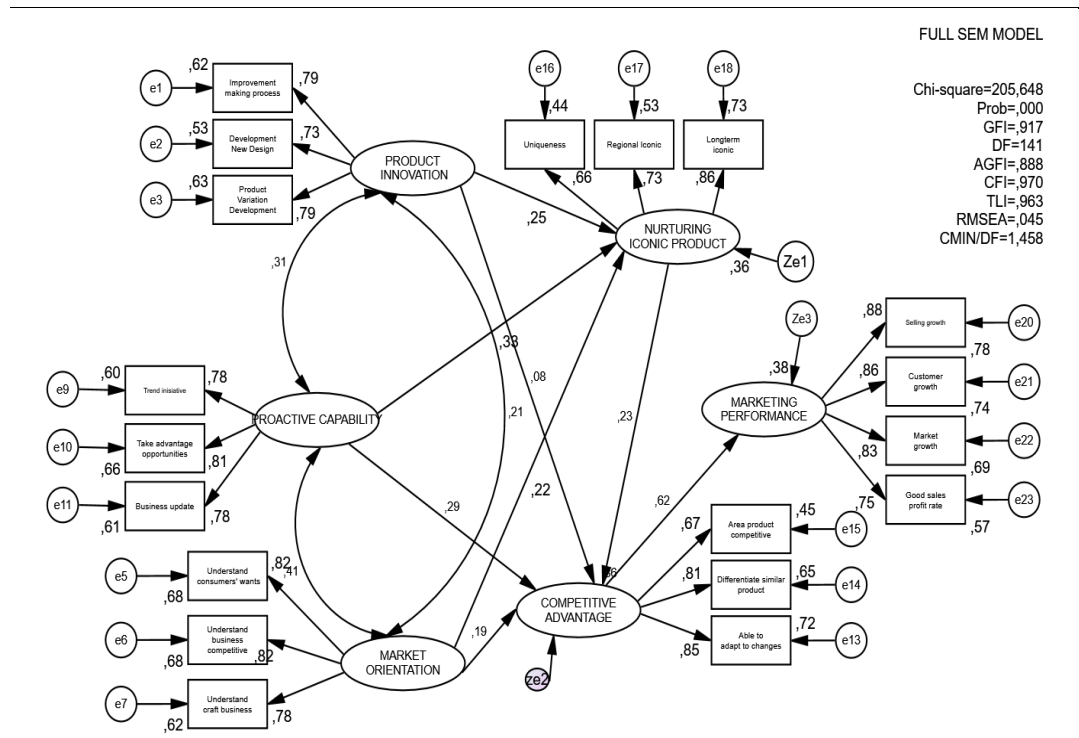 FULL SEM MODEL
Chi-square=205,648
Prob=,000
GFI=,917
DF=141
AGFI=,888
CFI=,970
TLI=,963
RMSEA=,045
CMIN/DF=1,458
e1
,62
Improvement
making process
,79
e2
,53
Development
New Design
,73
e3
,63
Product
Variation
Development
,79
PRODUCT
INNOVATION
e16
e17
e18
,44
,53
,73
Uniqueness
Regional Iconic
Longterm
iconic
,66
,73
,86
,25
NURTURING
ICONIC PRODUCT
,36
Ze1
,31
,33
,08
,21
,22
,23
Ze3
,38
MARKETING
PERFORMANCE
,88
Selling growth
e20
,78
,86
Customer
growth
e21
,74
,83
Market
growth
e22
,69
,75
Good sales
profit rate
e23
,57
e9
,60
Trend inisiative
,78
e10
,66
Take advantage
opportunities
,81
e11
,61
Business update
,78
PROACTIVE CAPABILITY
,29
,62
,67
Area product
competitive
,45
e15
,81
Differentiate similar
product
,65
e14
,85
Able to
adapt to changes
,72
e13
e5
,68
Understand
consumers' wants
,82
,41
e6
,68
Understand
business
competitive
,82
e7
,62
Understand
craft business
,78
MARKET
ORIENTATION
,19
COMPETITIVE
ADVANTAGE
ze2